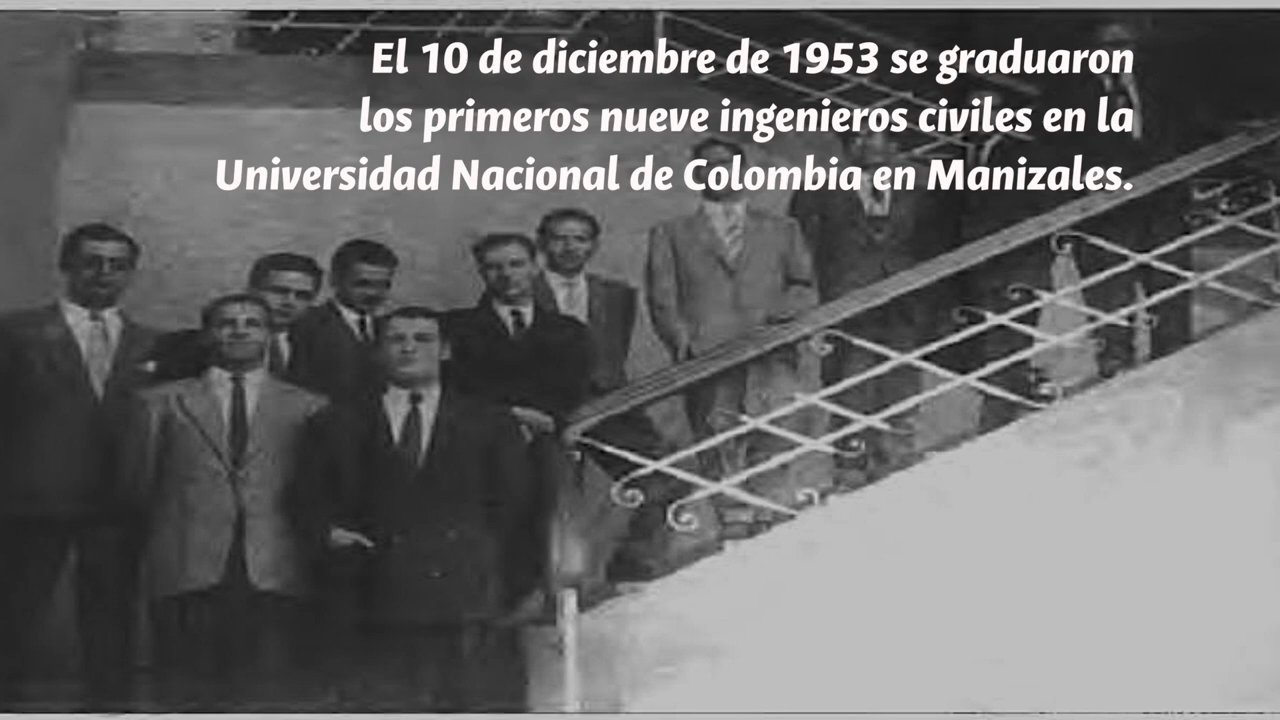 El 10 de diciembre de 1953 se graduaron
los primeros nueve ingenieros civiles en la
Universidad Nacional de Colombia en Manizales.